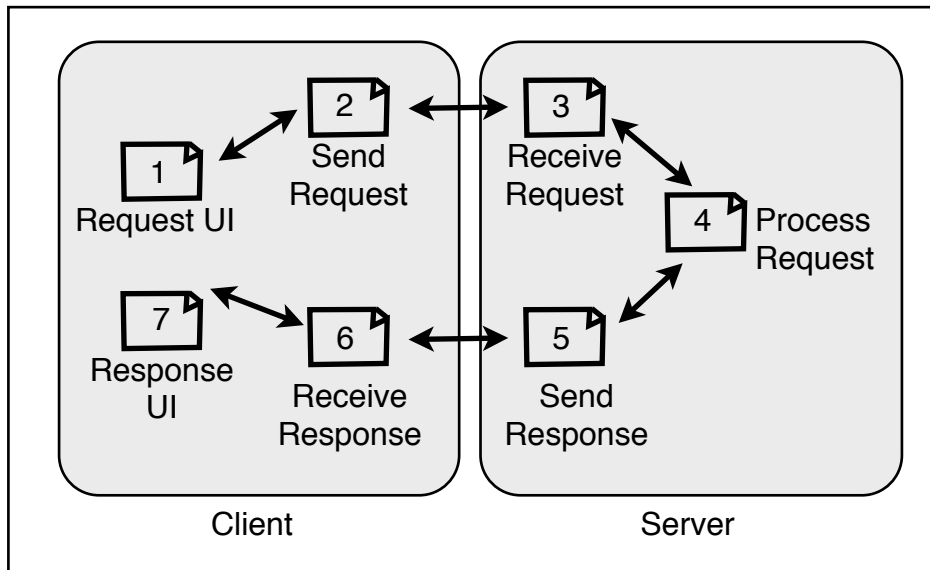 1
Request UI
2
Send
Request
3
Receive
Request
4
Process
Request
5
Send
Response
6
Receive
Response
7
Response
UI
Client
Server